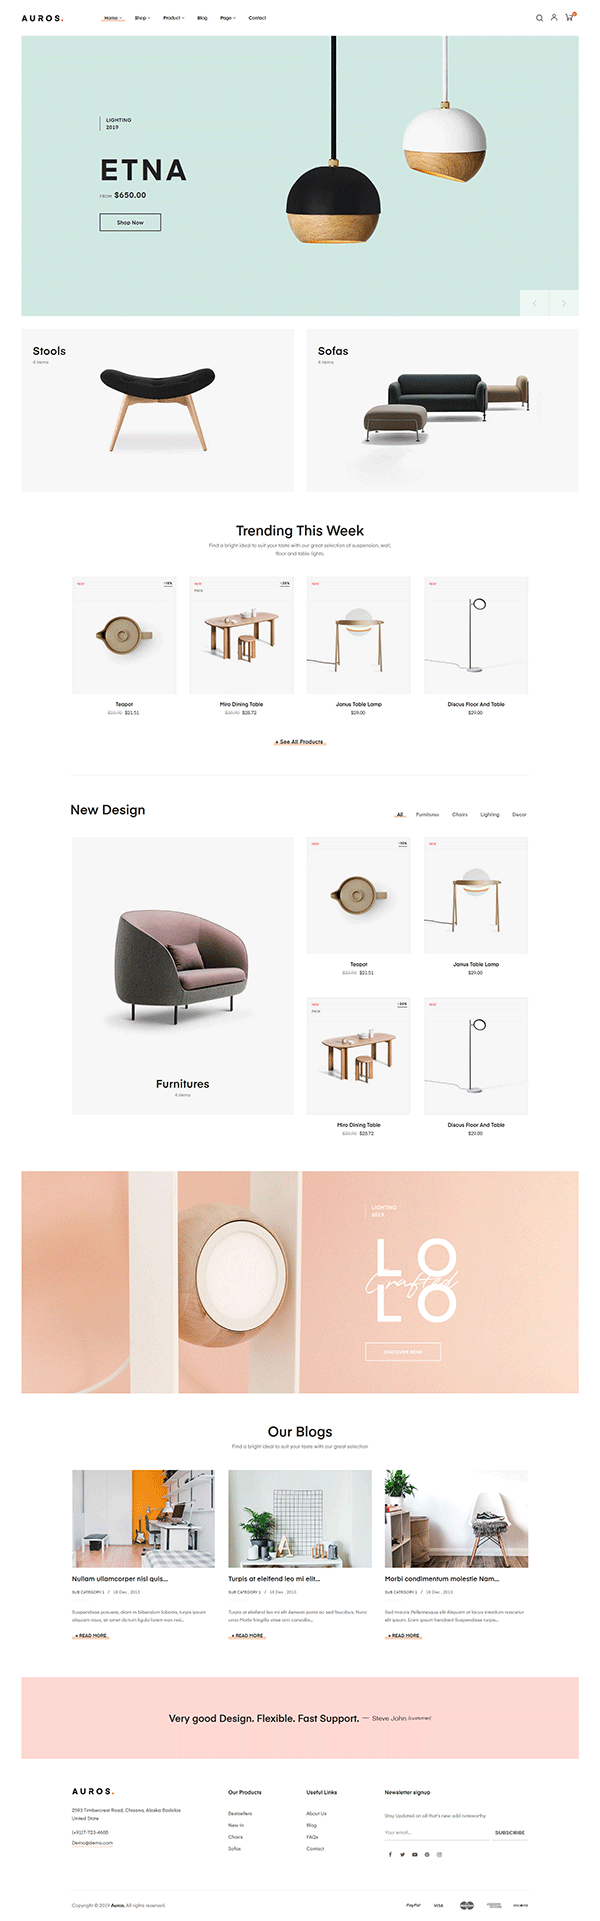 AUROS.
Home Shop Product Blog Page Contact
LIGHTING
2019
ETNA
FROM $650.00
Shop Now
Stools
4 items
Sofas
4 items
Trending This Week
Find a bright ideal to suit your taste with our great selection of suspension, wall,
floor and table lights.
NEW -10%
NEW -20%
PACK
NEW
NEW
Teapot
$23.90 $21.51
Miro Dining Table
$28.72
Janus Table Lamp
$29.00
Discus Floor And Table
$29.00
+ See All Products
New Design
All Furnitures Chairs Lighting Decor
Furnitures
4 items
NEW -10%
NEW
Teapot
$23.90 $21.51
Janus Table Lamp
$29.00
NEW -20%
PACK
NEW
Miro Dining Table
$28.72
Discus Floor And Table
$29.00
LIGHTING
2019
LO
Crafted
LO
DISCOVER NOW
Our Blogs
Find a bright ideal to suit your taste with our great selection
Nullam ullamcorper nisl quis...
SUB CATEGORY 1 / 18 Dec , 2013
Suspendisse posuere, diam in bibendum lobortis, turpis ipsum
aliquam risus, sit amet dictum ligula lorem non nisl...
+ READ MORE
Turpis at eleifend leo mi elit...
SUB CATEGORY 1 / 18 Dec , 2013
Turpis at eleifend leo mi elit Aenean porta ac sed faucibus. Nunc
urna Morbi fringilla vitae orci convallis...
+ READ MORE
Morbi condimentum molestie Nam...
SUB CATEGORY 1 / 18 Dec , 2013
Sed mauris Pellentesque elit Aliquam at lacus interdum nascetur
elit ipsum. Enim ipsum hendrerit Suspendisse turpis...
+ READ MORE
Very good Design. Flexible. Fast Support. — Steve John (customer)
AUROS.
2593 Timbercrest Road, Chisana, Alaska Badalas
United State
(+91)7-723-4608
Demo@demo.com
Our Products
Bestsellers
New In
Chairs
Sofas
Useful Links
About Us
Blog
FAQs
Contact
Newsletter signup
Stay Updated on all that's new add noteworthy
Your email... SUBSCRIBE
Copyright © 2019 Auros. All rights reserved.
PayPal VISA DISCOVER